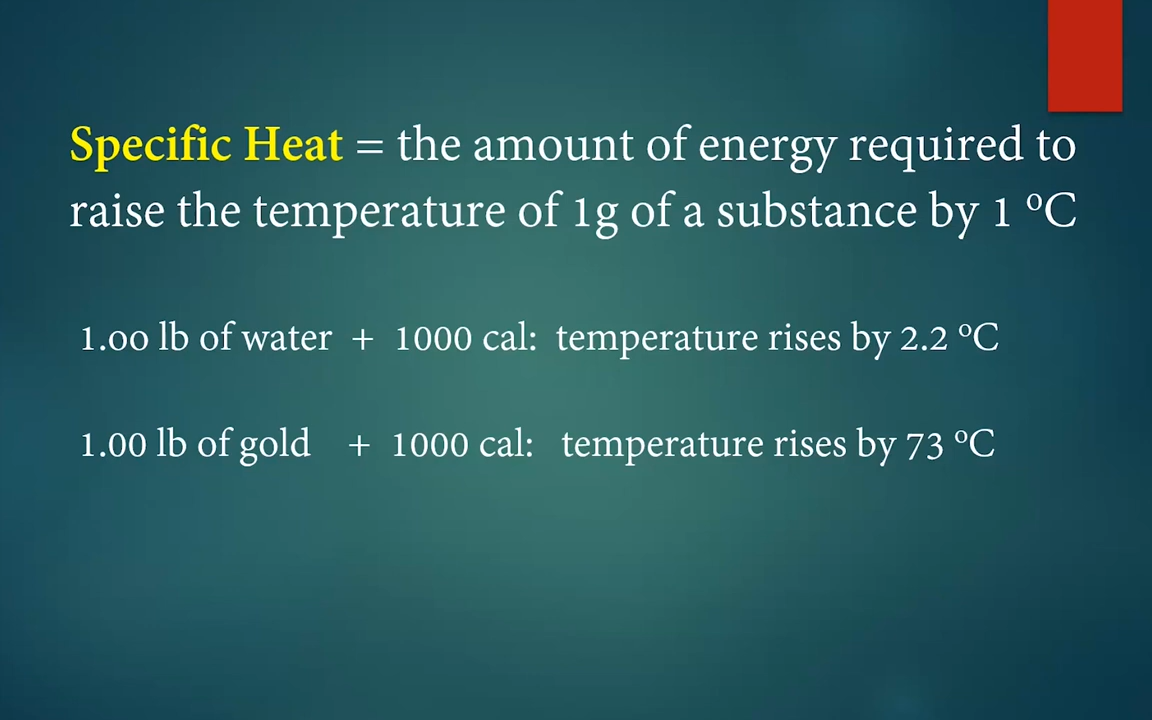 Specific Heat = the amount of energy required to
raise the temperature of 1g of a substance by 1 ºC
1.oo lb of water + 1000 cal: temperature rises by 2.2 ºC
1.00 lb of gold + 1000 cal: temperature rises by 73 ºC